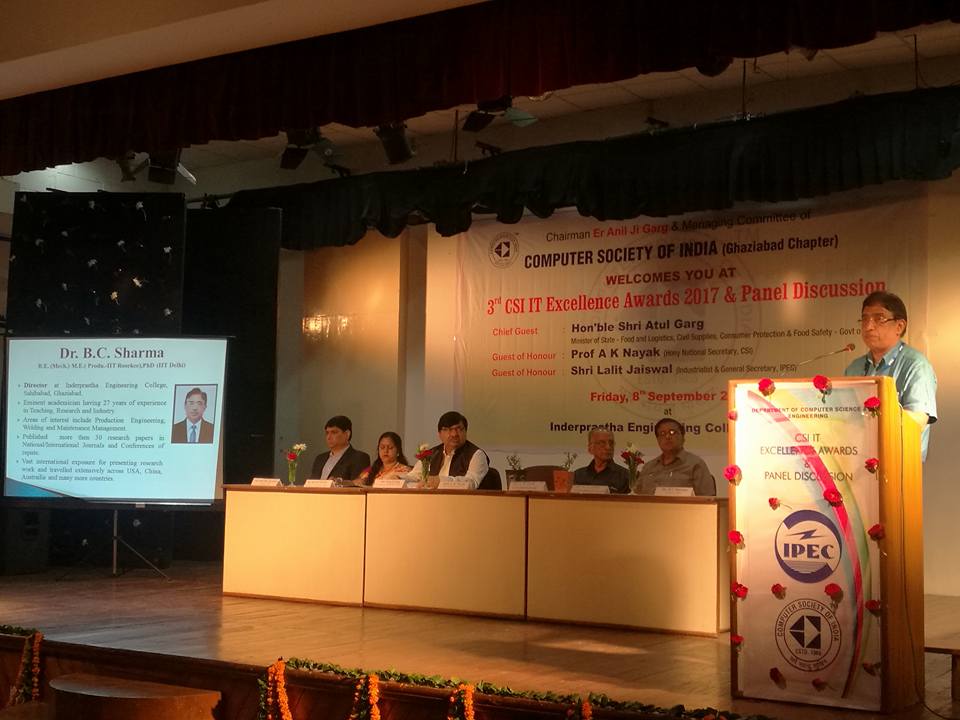 Dr. B.C. Sharma
B.E. (Mech.) M.E.( Produ.-IIT Roorkee),PhD (IIT Delhi)
Director at Inderprastha Engineering College,
Sahibabad, Ghaziabad.
Eminent academician having 27 years of experience
in Teaching, Research and Industry.
Areas of interest include Production Engineering,
Welding and Maintenance Management.
Published more then 30 research papers in
National/International Journals and Conferences of
repute.
Vast international exposure for presenting research
work and travelled extensively across USA, China,
Australia and many more countries.
Chairman Er Anil Ji Garg & Managing Committee of
COMPUTER SOCIETY OF INDIA (Ghaziabad Chapter)
WELCOMES YOU AT
3rd CSI IT Excellence Awards 2017 & Panel Discussion
Chief Guest : Hon'ble Shri Atul Garg
Minister of State - Food and Logistics, Civil Supplies, Consumer Protection & Food Safety - Govt o
Guest of Honour : Prof A K Nayak (Hony National Secretary, CSI)
Guest of Honour : Shri Lalit Jaiswal (Industrialist & General Secretary, IPEC)
Friday, 8th September 2
at
Inderprastha Engineering Coll
DEPARTMENT OF COMPUTER SCIENCE
ENGINEERING
CSI IT
EXCELLENCE AWARDS
&
PANEL DISCUSSION
IPEC
COMPUTER SOCIETY OF INDIA
ESTD. 1965